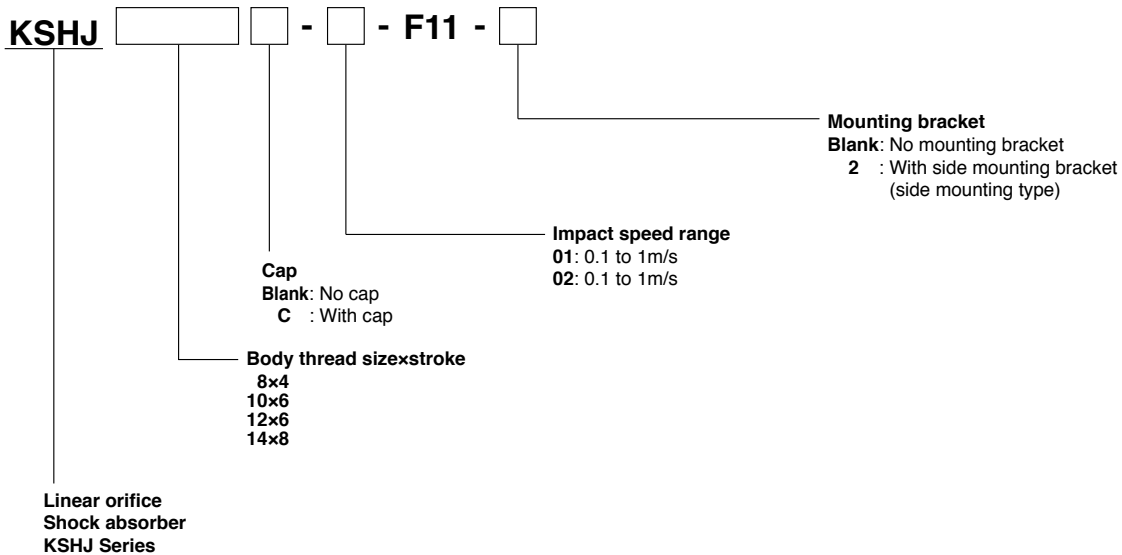 KSHJ - - F11 -
Mounting bracket
Blank: No mounting bracket
2 : With side mounting bracket
(side mounting type)
Impact speed range
01: 0.1 to 1m/s
02: 0.1 to 1m/s
Cap
Blank: No cap
C : With cap
Body thread size×stroke
8×4
10×6
12×6
14×8
Linear orifice
Shock absorber
KSHJ Series